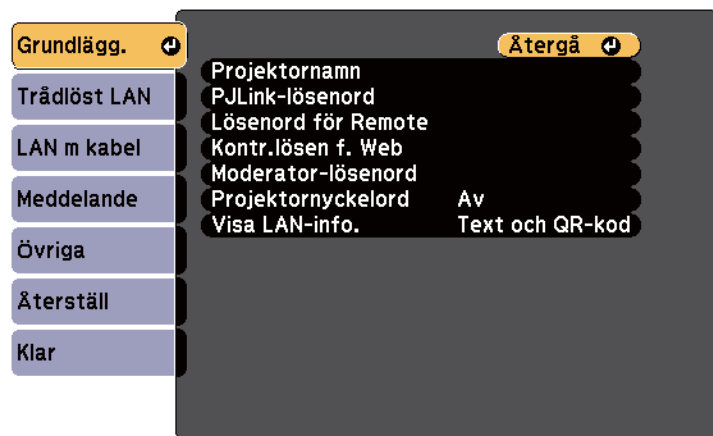 Grundlägg.
Trådlöst LAN
LAN m kabel
Meddelande
Övriga
Återställ
Klar
Återgå
Projektornamn
PJLink-lösenord
Lösenord för Remote
Kontr.lösen f. Web
Moderator-lösenord
Projektornyckelord Av
Visa LAN-info. Text och QR-kod